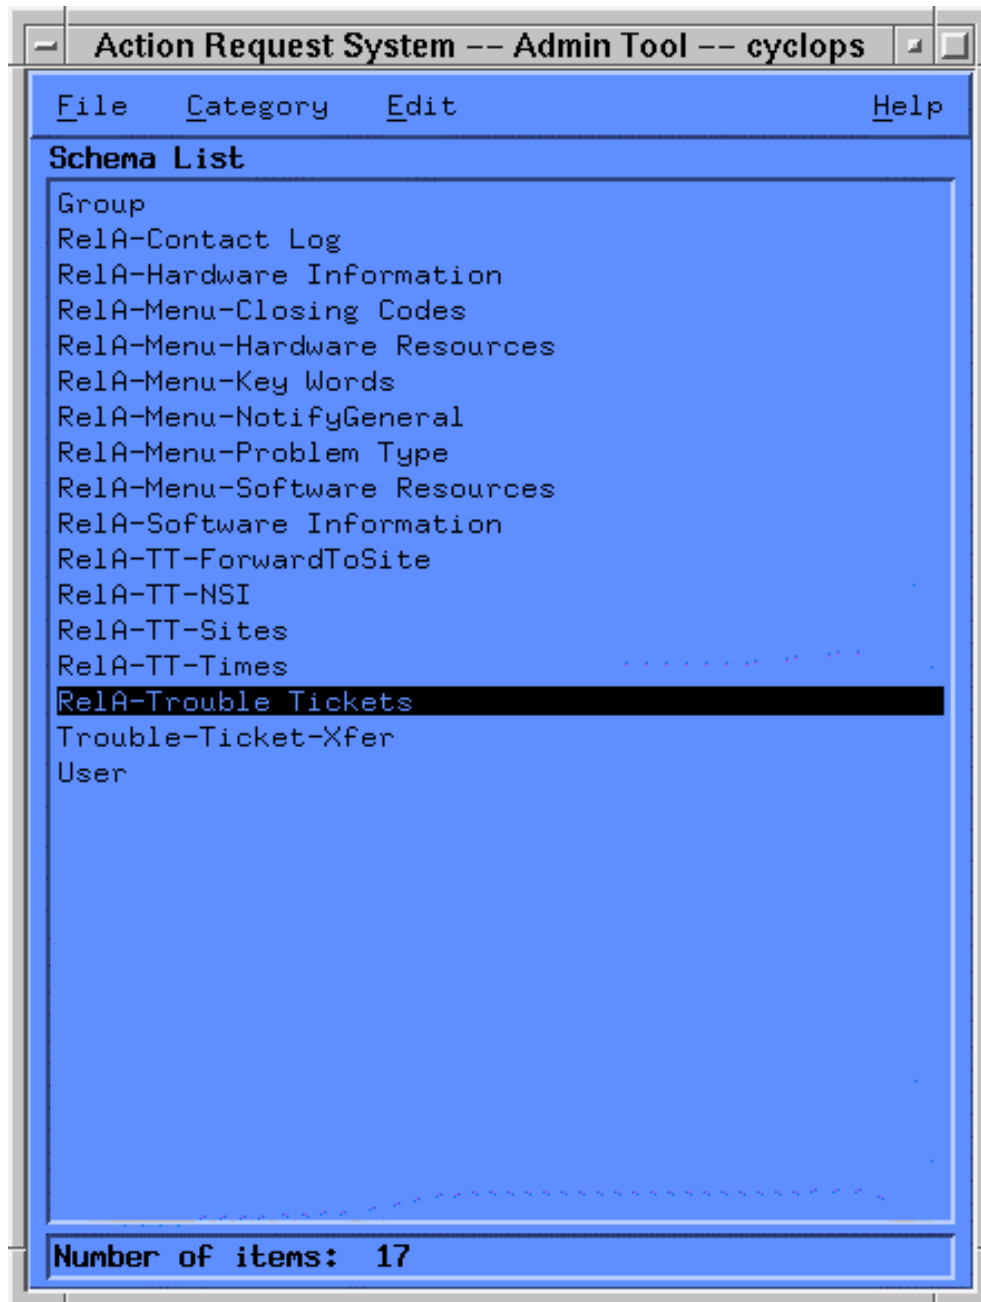 Action Request System -- Admin Tool -- cyclops
File Category Edit Help
Schema List
Group
RelA-Contact Log
RelA-Hardware Information
RelA-Menu-Closing Codes
RelA-Menu-Hardware Resources
RelA-Menu-Key Words
RelA-Menu-NotifyGeneral
RelA-Menu-Problem Type
RelA-Menu-Software Resources
RelA-Software Information
RelA-TT-ForwardToSite
RelA-TT-NSI
RelA-TT-Sites
RelA-TT-Times
RelA-Trouble Tickets
Trouble-Ticket-Xfer
User
Number of items: 17